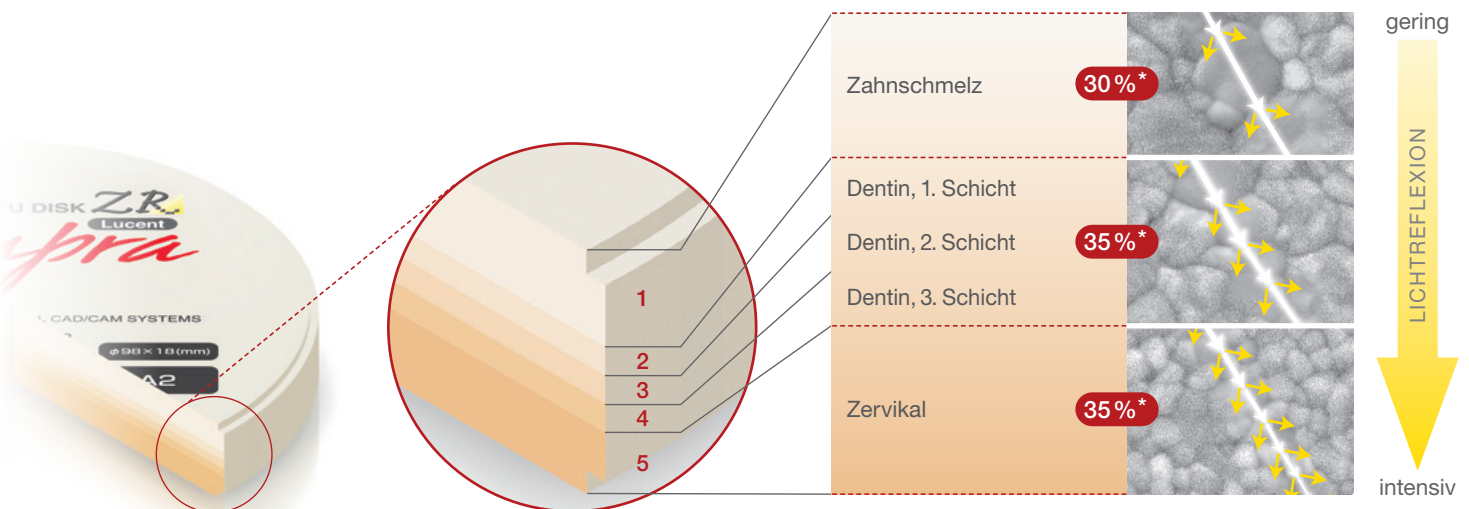 DISK ZR
Lucent
CAD/CAM SYSTEMS
φ98×18(mm)
A2
1
2
3
4
5
Zahnschmelz
30 %*
Dentin, 1. Schicht
Dentin, 2. Schicht
35 %*
Dentin, 3. Schicht
Zervikal
35 %*
gering
LICHTREFLEXION
intensiv